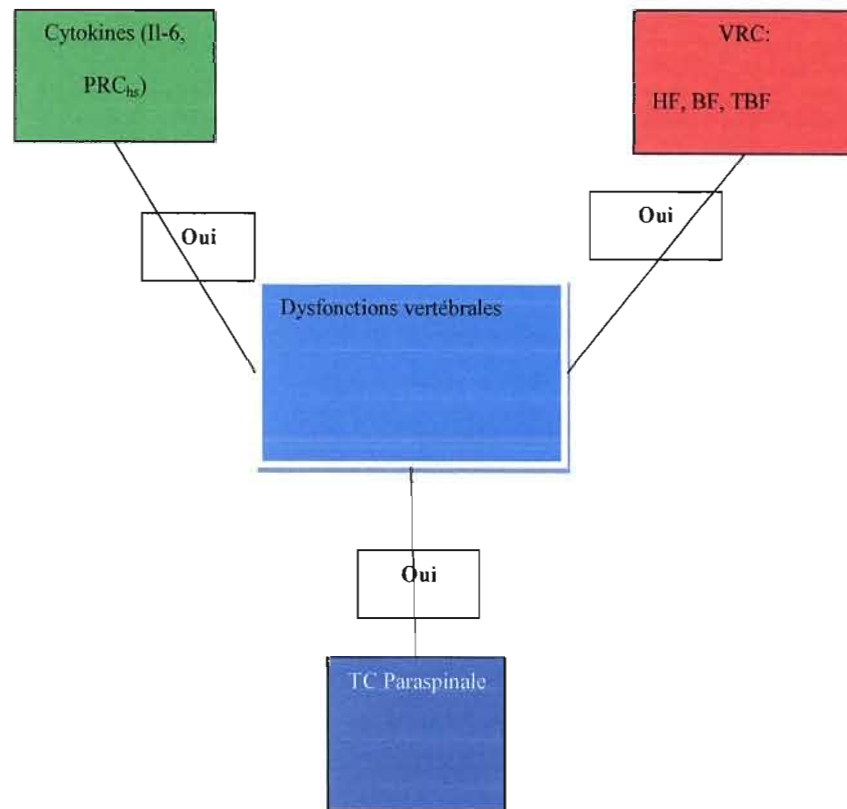 Cytokines (Il-6,
PRChs)
VRC:
HF, BF, TBF
Oui
Oui
Dysfonctions vertébrales
Oui
TC Paraspinale